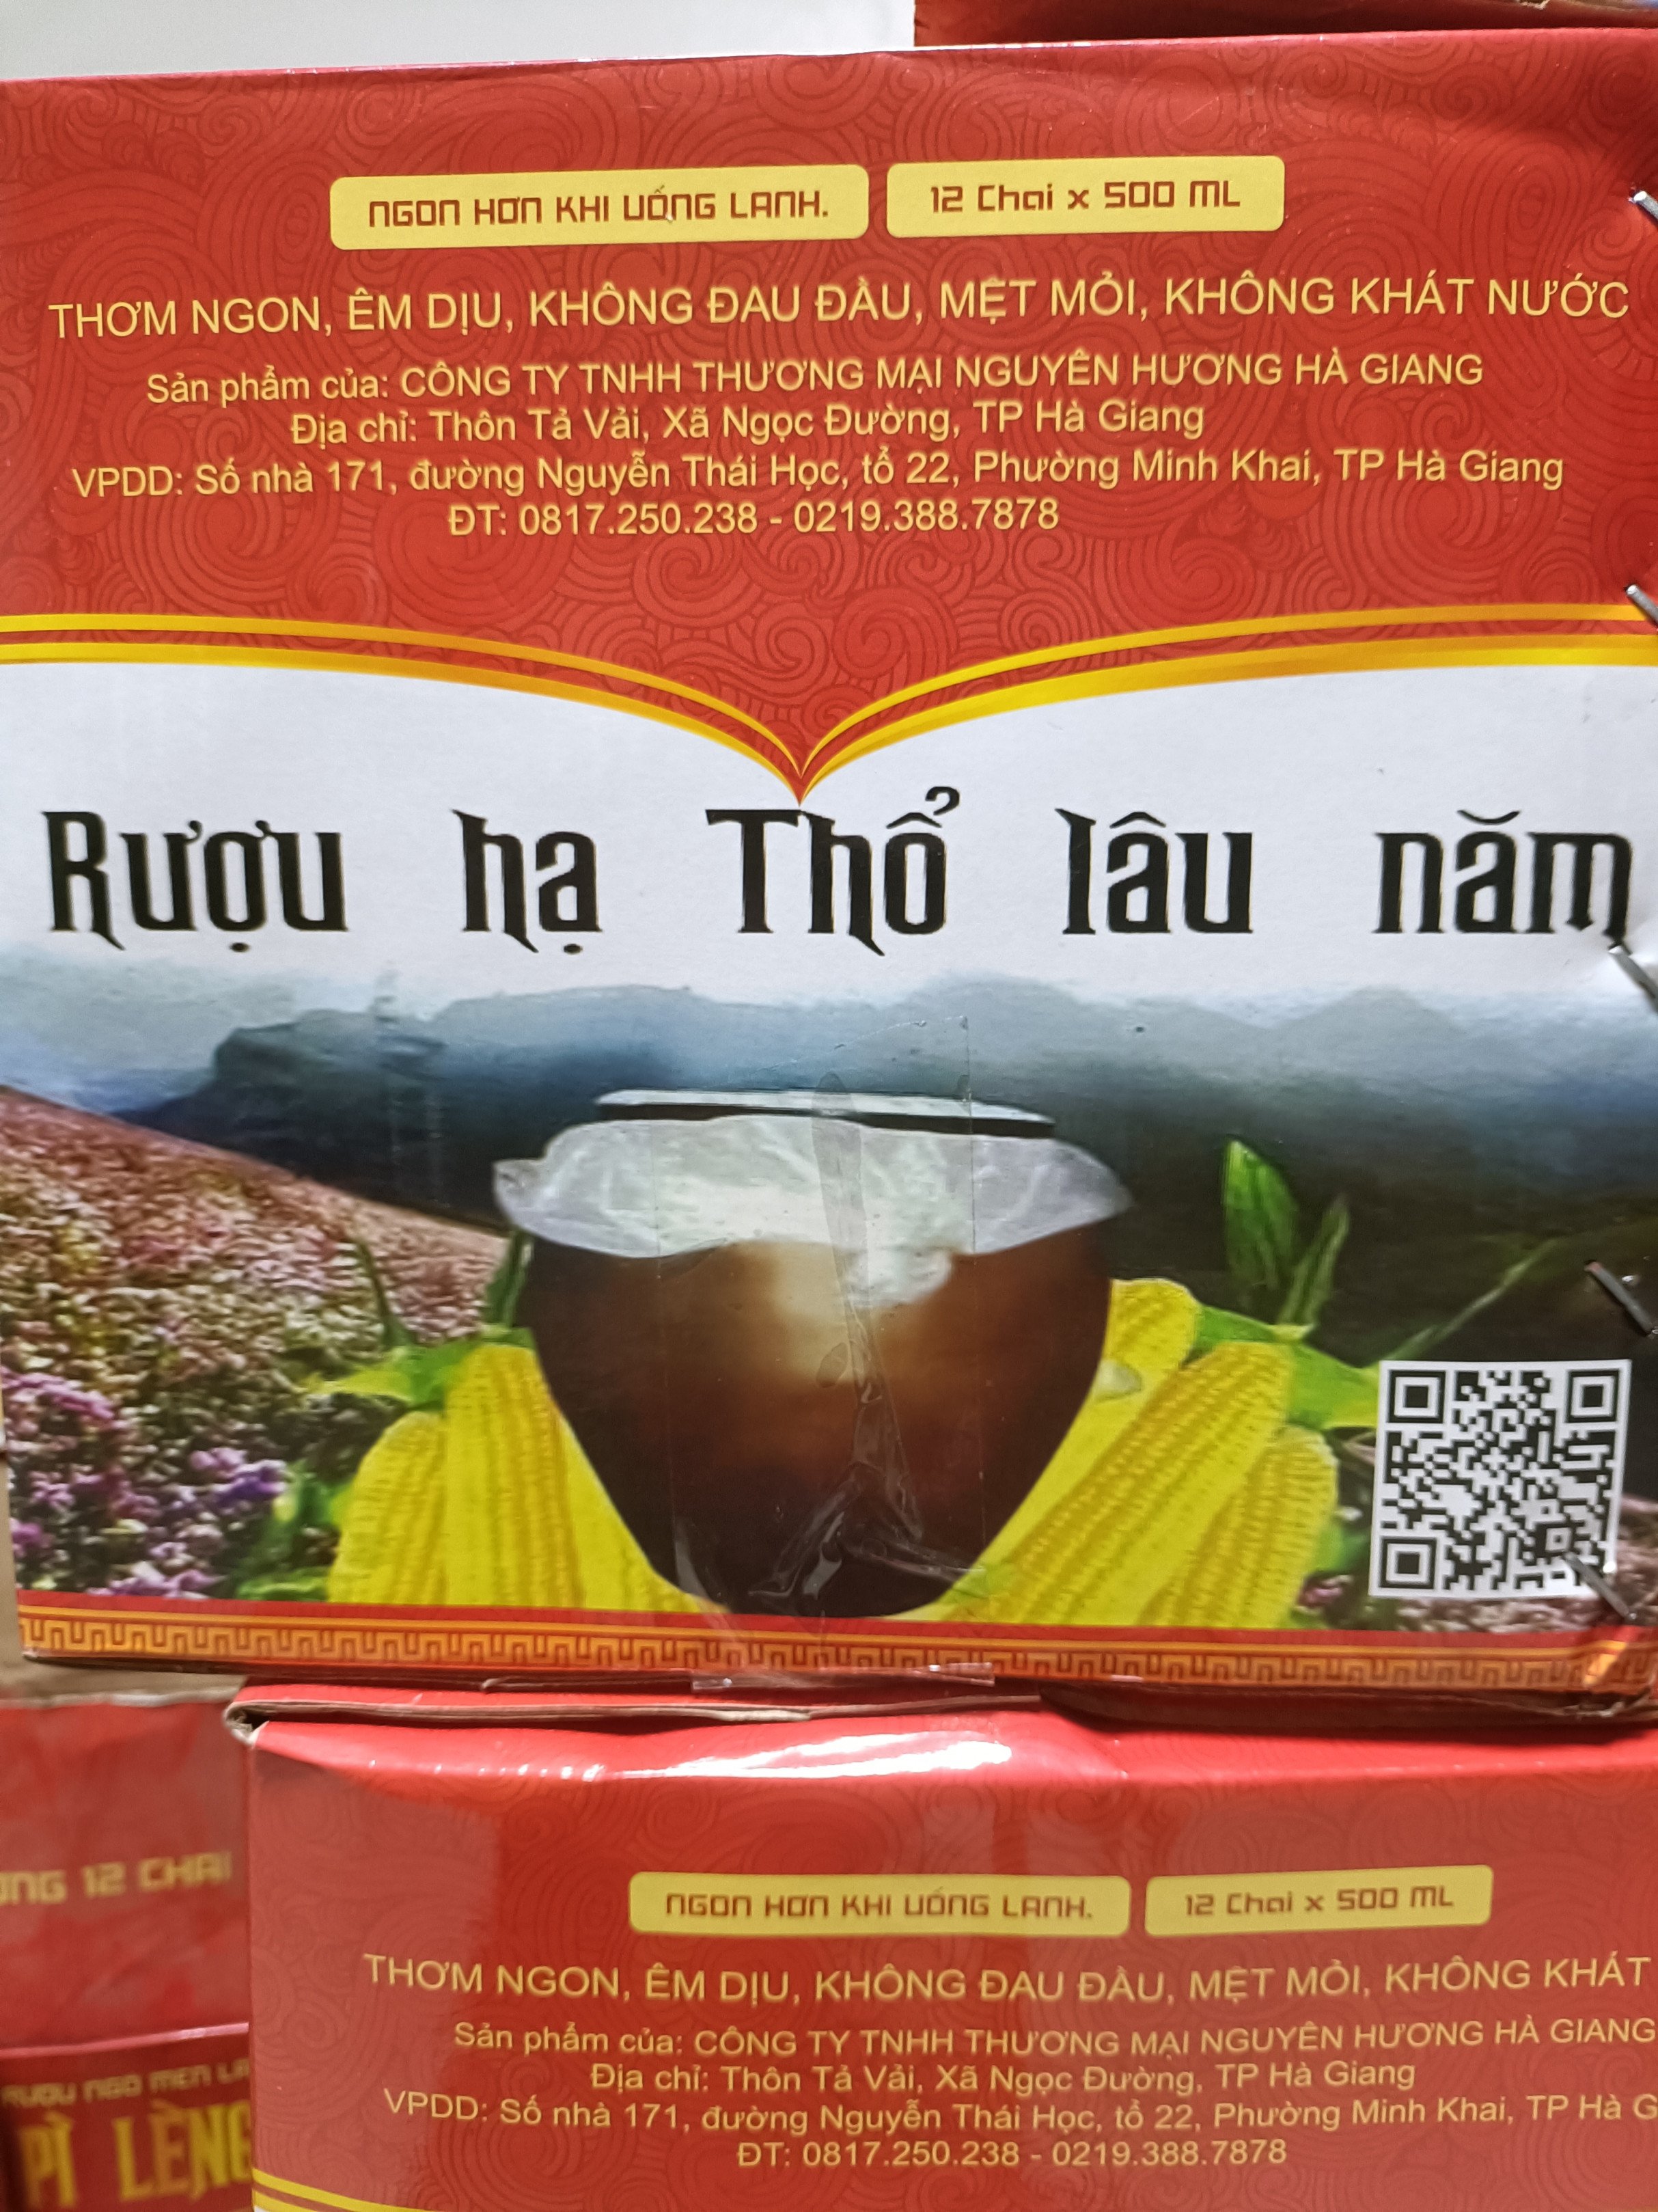 NGON HƠN KHI UỐNG LẠNH.
12 Chai x 500 ML
THƠM NGON, ÊM DỊU, KHÔNG ĐAU ĐẦU, MỆT MỎI, KHÔNG KHÁT NƯỚC
Sản phẩm của: CÔNG TY TNHH THƯƠNG MẠI NGUYÊN HƯƠNG HÀ GIANG
Địa chỉ: Thôn Tả Vải, Xã Ngọc Đường, TP Hà Giang
VPDD: Số nhà 171, đường Nguyễn Thái Học, tổ 22, Phường Minh Khai, TP Hà Giang
ĐT: 0817.250.238 - 0219.388.7878
Rượu hạ Thổ lâu năm
12 CHAI
NGON HƠN KHI UỐNG LẠNH.
12 Chai x 500 ML
THƠM NGON, ÊM DỊU, KHÔNG ĐAU ĐẦU, MỆT MỎI, KHÔNG KHÁT
Sản phẩm của: CÔNG TY TNHH THƯƠNG MẠI NGUYÊN HƯƠNG HÀ GIANG
Địa chỉ: Thôn Tả Vải, Xã Ngọc Đường, TP Hà Giang
VPDD: Số nhà 171, đường Nguyễn Thái Học, tổ 22, Phường Minh Khai, TP Hà G
ĐT: 0817.250.238 - 0219.388.7878
RƯỢU NGÔ MEN
PÌ LÈNG